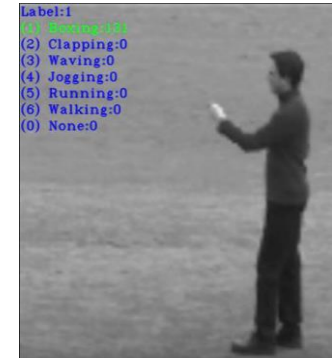 Label:1
(1) Boxing:131
(2) Clapping:0
(3) Waving:0
(4) Jogging:0
(5) Running:0
(6) Walking:0
(0) None:0